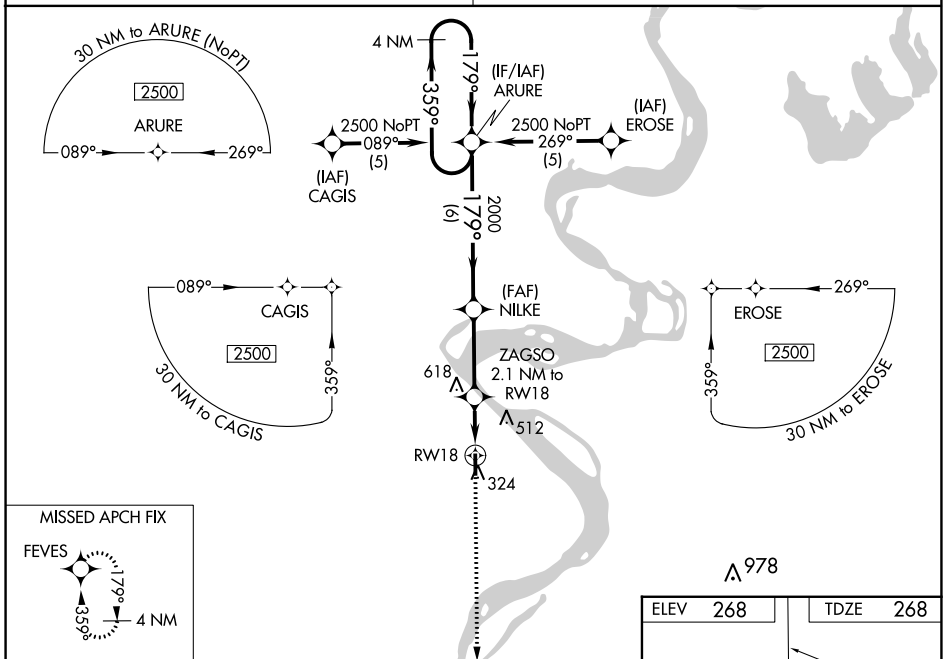 30 NM to ARURE (NoPT)
2500
ARURE
089°
269°
4 NM
359°
179°
(IF/IAF)
ARURE
2500 NoPT
089°
(5)
(IAF)
CAGIS
2500 NoPT
269°
(5)
(IAF)
EROSE
2000
179°
(6)
089°
CAGIS
2500
359°
30 NM to CAGIS
(FAF)
NILKE
EROSE
269°
2500
359°
30 NM to EROSE
618
ZAGSO
2.1 NM to
RW18
512
RW18
324
MISSED APCH FIX
FEVES
179°
359°
4 NM
978
ELEV 268
TDZE 268